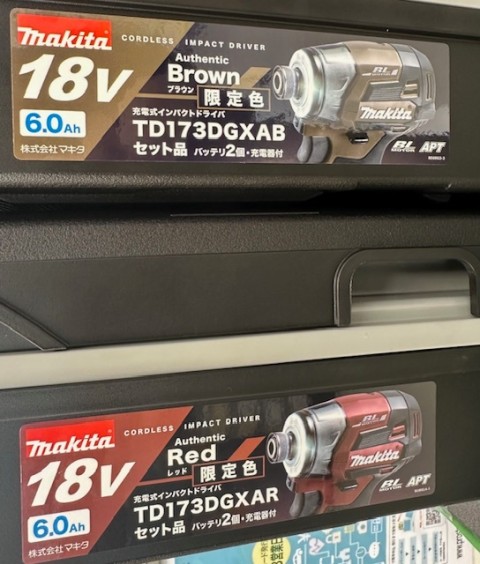 makita
CORDLESS IMPACT DRIVER
18V
Authentic
Brown
ブラウン
限定色
6.0Ah
充電式インパクトドライバ
TD173DGXAB
セット品 バッテリ2個・充電器付
株式会社マキタ
BL
makita
BL MOTOR
APT
makita
CORDLESS IMPACT DRIVER
18V
Authentic
Red
レッド
限定色
6.0Ah
充電式インパクトドライバ
TD173DGXAR
セット品 バッテリ2個・充電器付
株式会社マキタ
BL
makita
BL MOTOR
APT